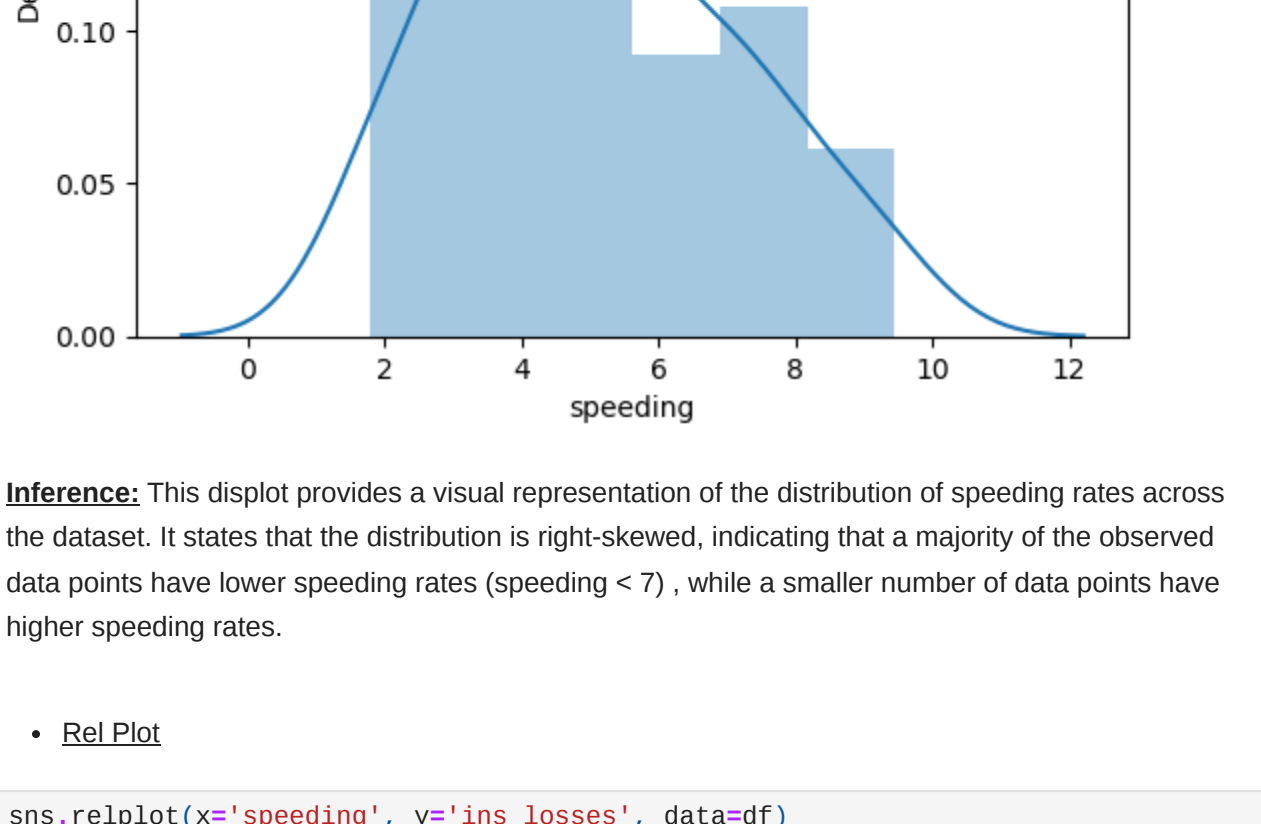 0.10
0.05
0.00
0 2 4 6 8 10 12
speeding
Inference: This displot provides a visual representation of the distribution of speeding rates across
the dataset. It states that the distribution is right-skewed, indicating that a majority of the observed
data points have lower speeding rates (speeding < 7) , while a smaller number of data points have
higher speeding rates.
• Rel Plot
sns.relplot(x='speeding', y='ins_losses', data=df)